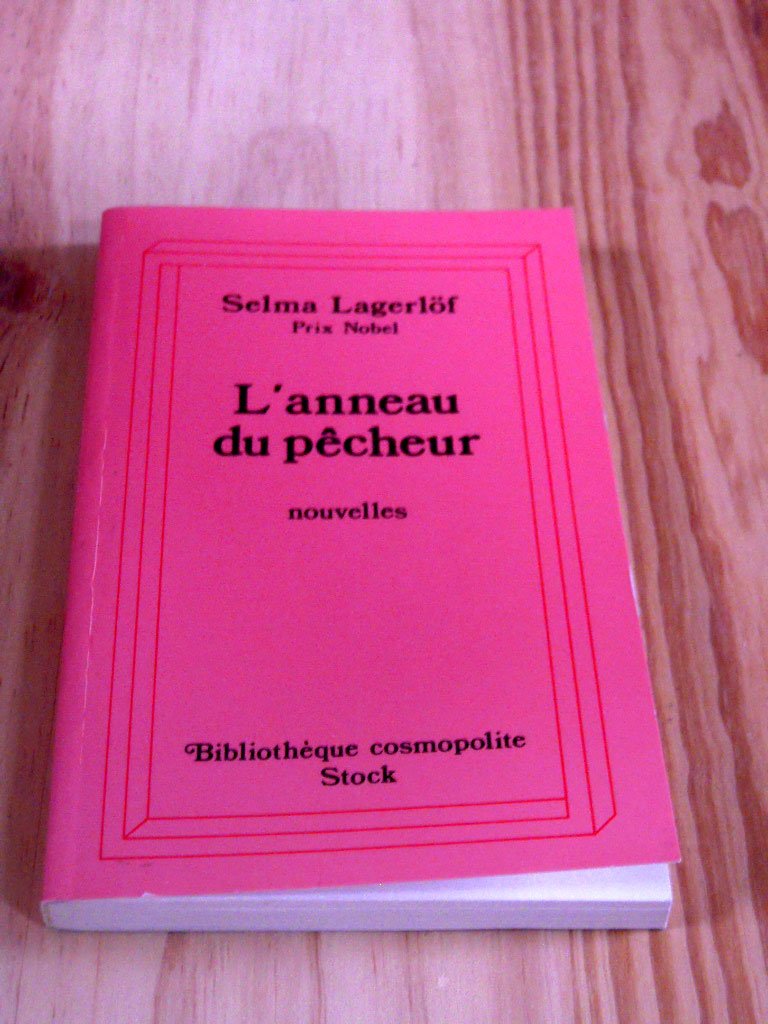 Selma Lagerlöf
Prix Nobel
L'anneau
du pêcheur
nouvelles
Bibliothèque cosmopolite
Stock